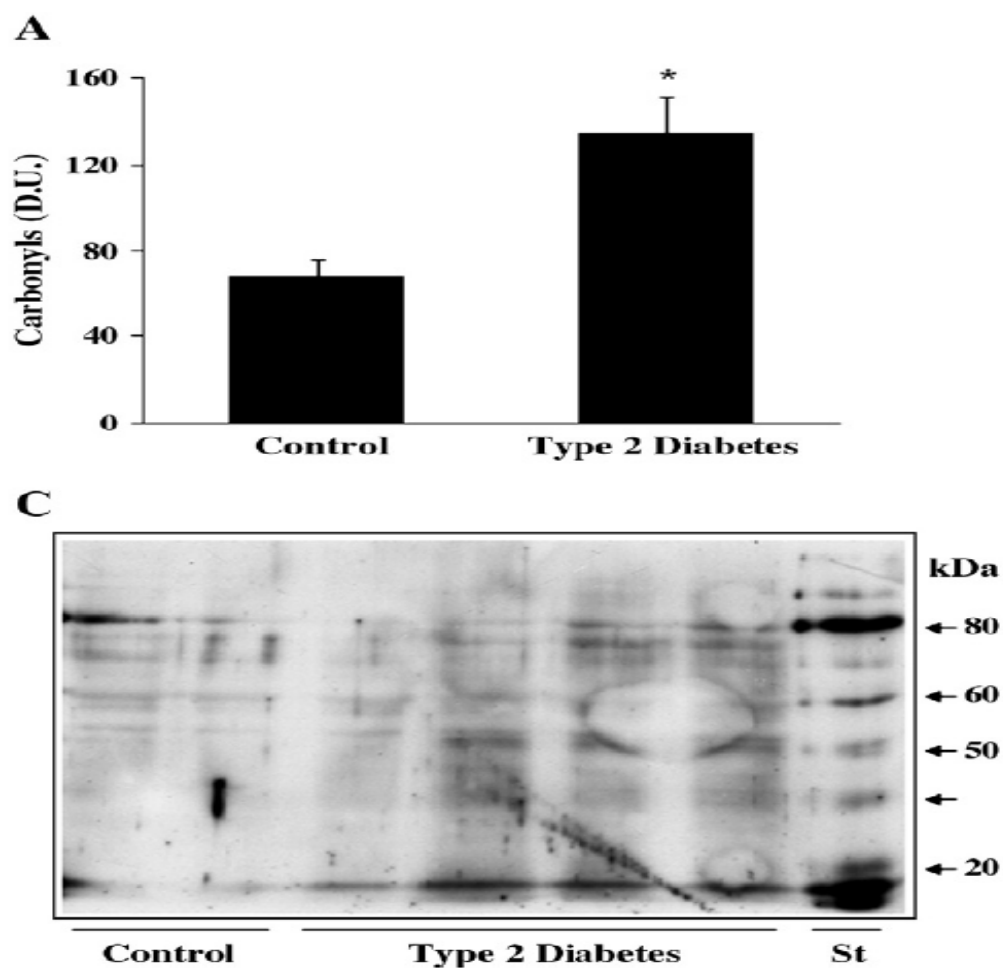 A
160
*
120
80
40
0
Carbonyls (D.U.)
Control Type 2 Diabetes
C
kDa
80
60
50
20
Control Type 2 Diabetes St